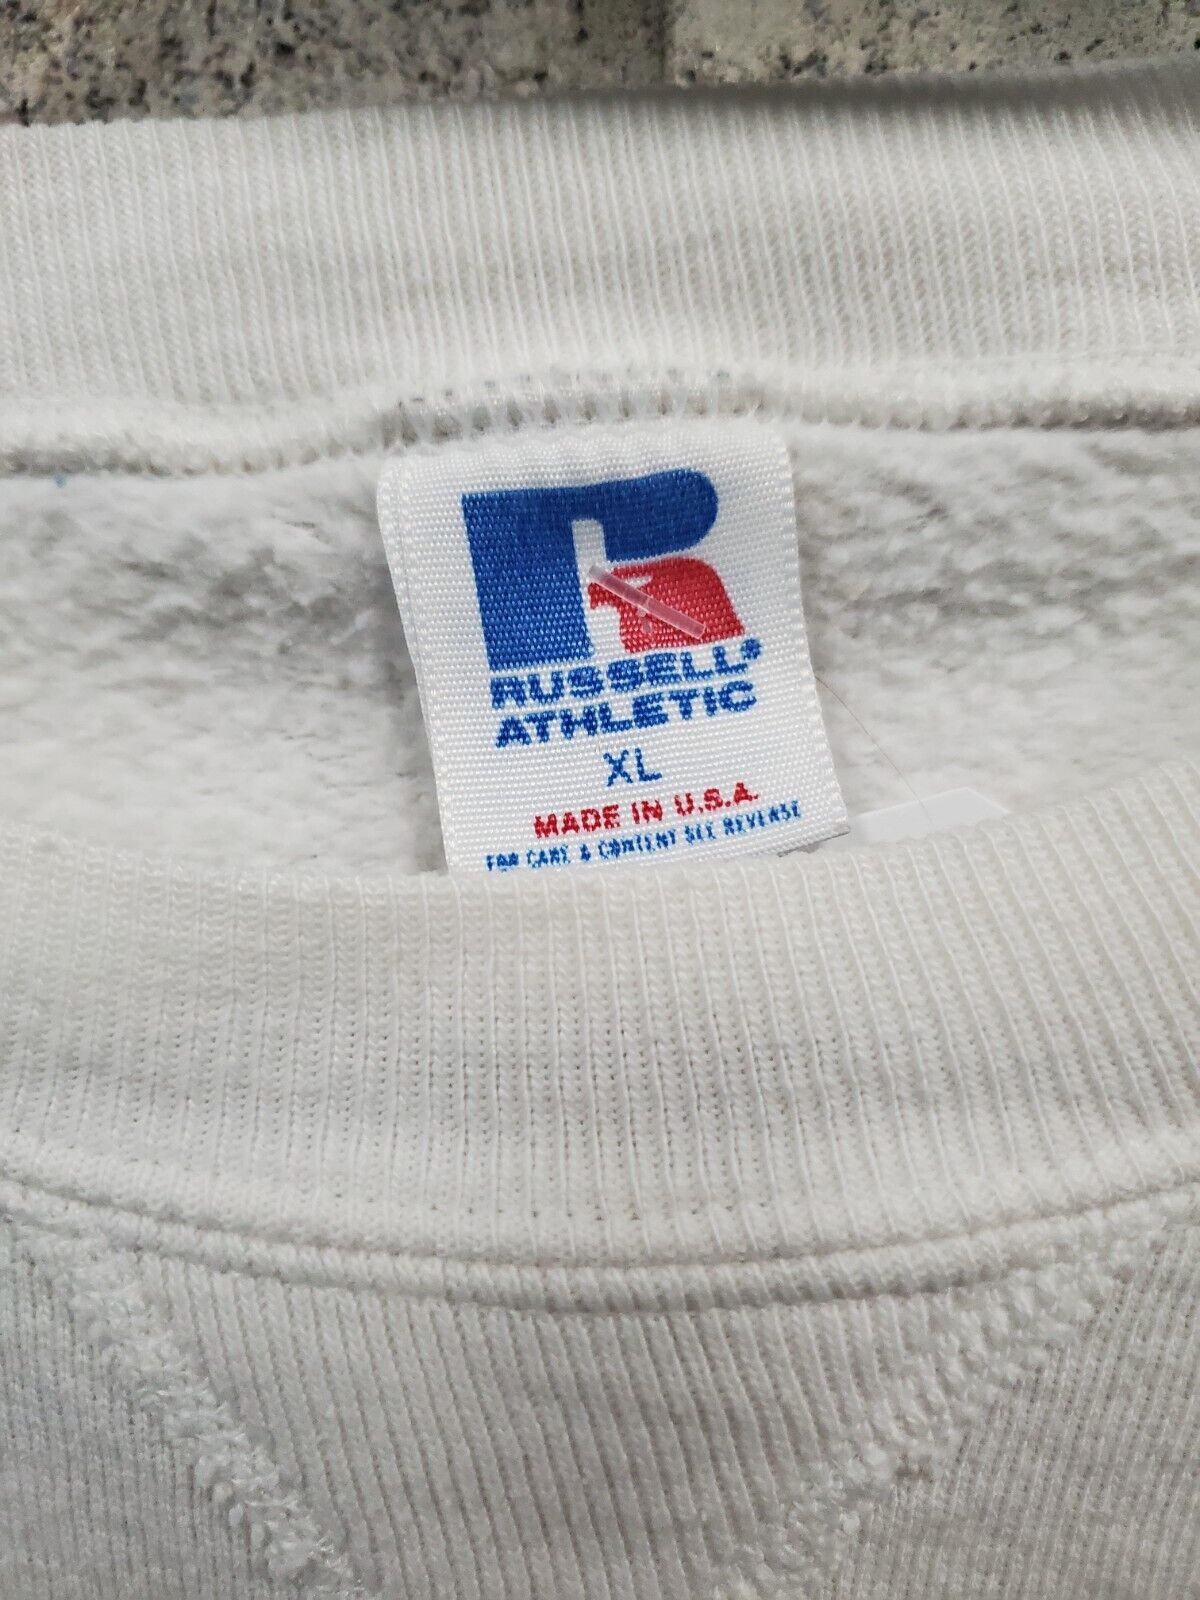 R
RUSSELL®
ATHLETIC
XL
MADE IN U.S.A.
FOR CARE & CONTENT SEE REVERSE